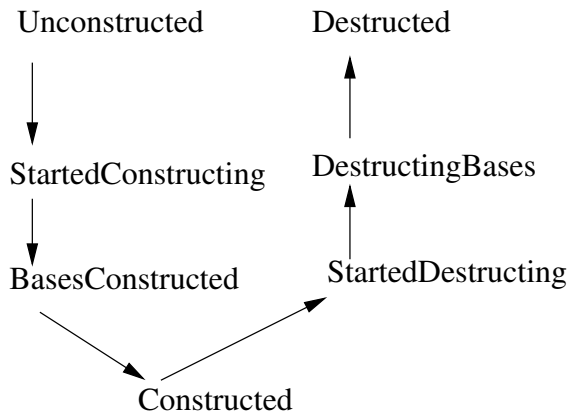 Unconstructed
Destructed
StartedConstructing
DestructingBases
BasesConstructed
StartedDestructing
Constructed